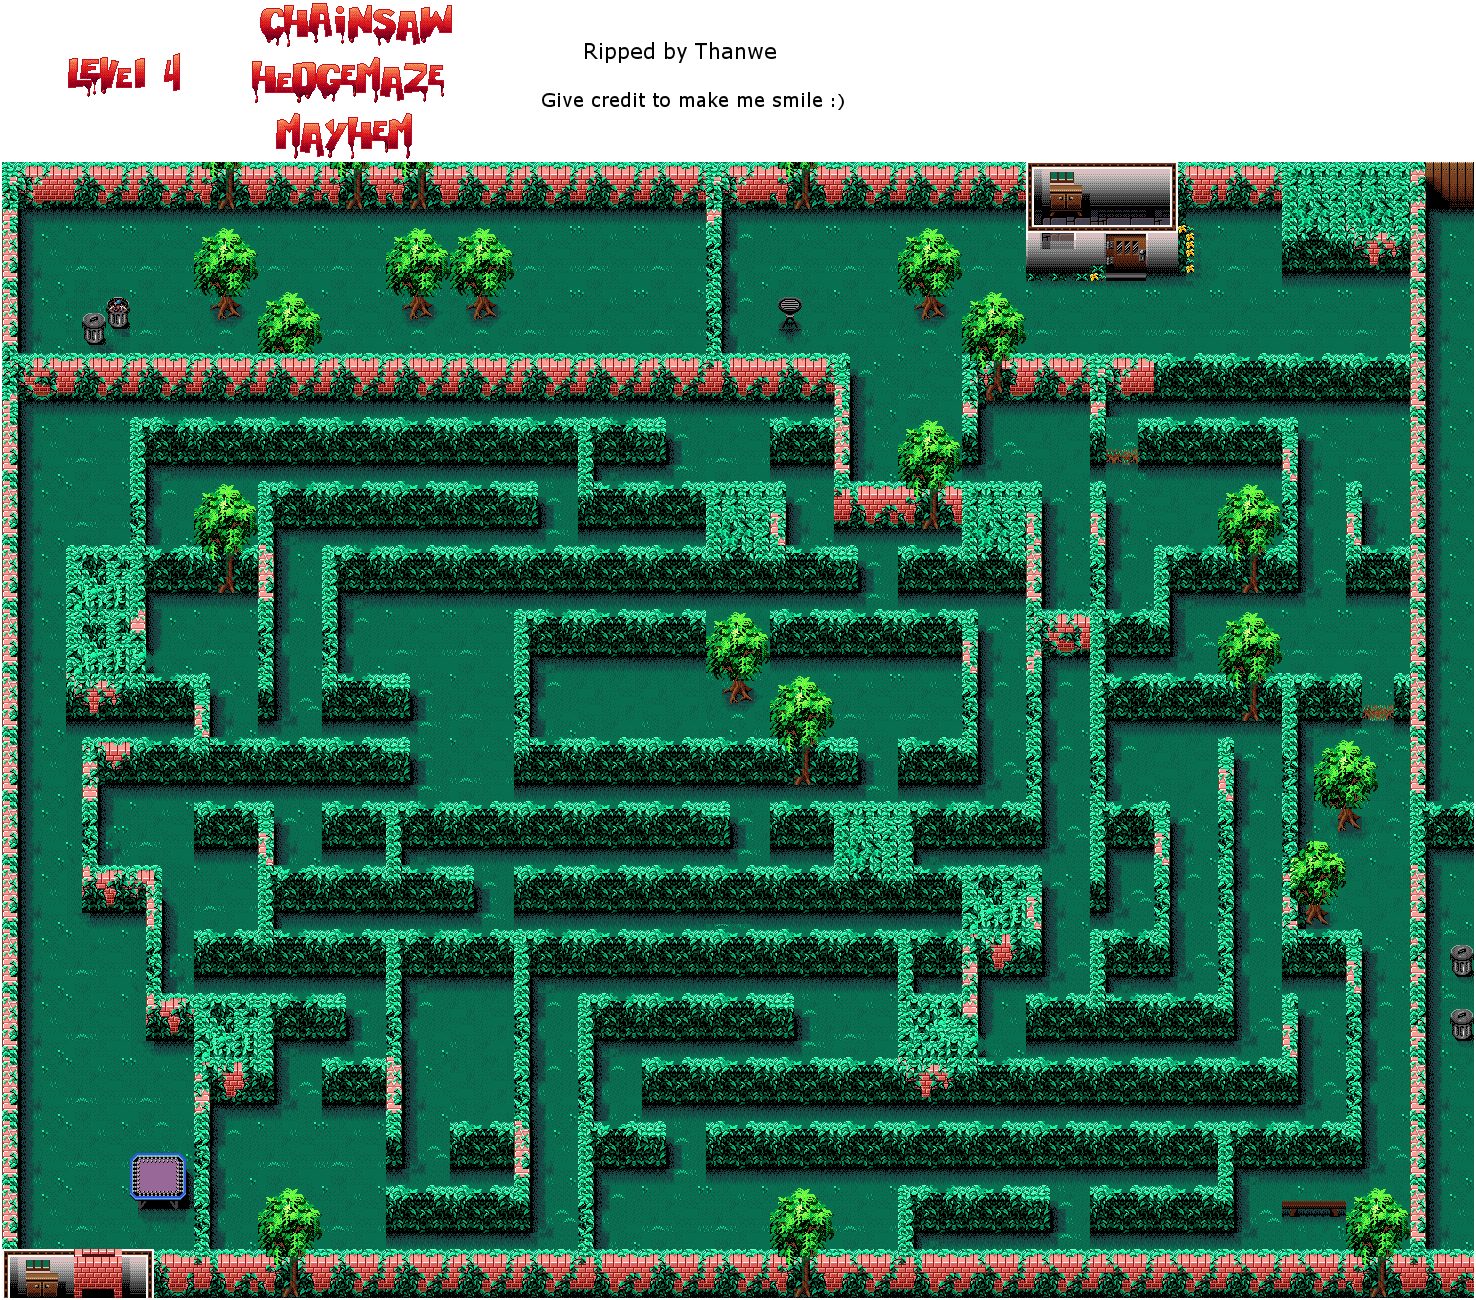 LEVEL 4
CHAINSAW
HEDGEMAZE
MAYHEM
Ripped by Thanwe
Give credit to make me smile :)